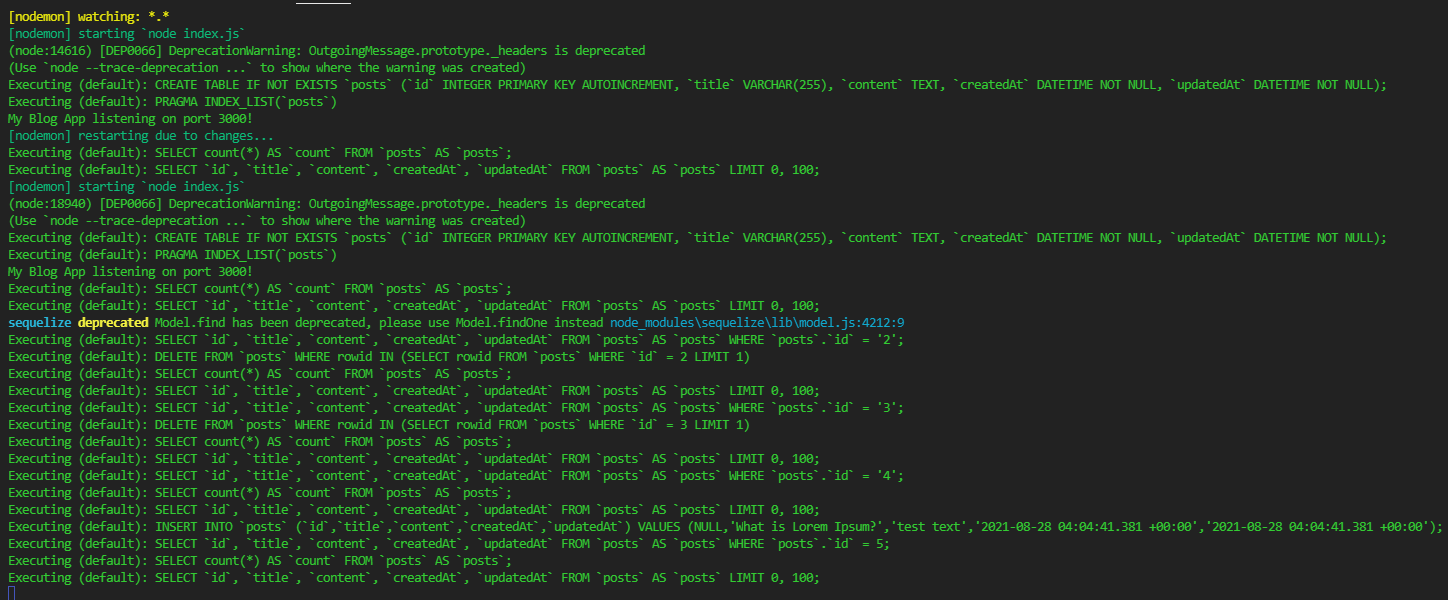 [nodemon] watching: *.*
[nodemon] starting `node index.js`
(node:14616) [DEP0066] DeprecationWarning: OutgoingMessage.prototype._headers is deprecated
(Use `node --trace-deprecation ...` to show where the warning was created)
Executing (default): CREATE TABLE IF NOT EXISTS `posts` (`id` INTEGER PRIMARY KEY AUTOINCREMENT, `title` VARCHAR(255), `content` TEXT, `createdAt` DATETIME NOT NULL, `updatedAt` DATETIME NOT NULL);
Executing (default): PRAGMA INDEX_LIST(`posts`)
My Blog App listening on port 3000!
[nodemon] restarting due to changes...
Executing (default): SELECT count(*) AS `count` FROM `posts` AS `posts`;
Executing (default): SELECT `id`, `title`, `content`, `createdAt`, `updatedAt` FROM `posts` AS `posts` LIMIT 0, 100;
[nodemon] starting `node index.js`
(node:18940) [DEP0066] DeprecationWarning: OutgoingMessage.prototype._headers is deprecated
(Use `node --trace-deprecation ...` to show where the warning was created)
Executing (default): CREATE TABLE IF NOT EXISTS `posts` (`id` INTEGER PRIMARY KEY AUTOINCREMENT, `title` VARCHAR(255), `content` TEXT, `createdAt` DATETIME NOT NULL, `updatedAt` DATETIME NOT NULL);
Executing (default): PRAGMA INDEX_LIST(`posts`)
My Blog App listening on port 3000!
Executing (default): SELECT count(*) AS `count` FROM `posts` AS `posts`;
Executing (default): SELECT `id`, `title`, `content`, `createdAt`, `updatedAt` FROM `posts` AS `posts` LIMIT 0, 100;
sequelize deprecated Model.find has been deprecated, please use Model.findOne instead node_modules\sequelize\lib\model.js:4212:9
Executing (default): SELECT `id`, `title`, `content`, `createdAt`, `updatedAt` FROM `posts` AS `posts` WHERE `posts`.`id` = '2';
Executing (default): DELETE FROM `posts` WHERE rowid IN (SELECT rowid FROM `posts` WHERE `id` = 2 LIMIT 1)
Executing (default): SELECT count(*) AS `count` FROM `posts` AS `posts`;
Executing (default): SELECT `id`, `title`, `content`, `createdAt`, `updatedAt` FROM `posts` AS `posts` LIMIT 0, 100;
Executing (default): SELECT `id`, `title`, `content`, `createdAt`, `updatedAt` FROM `posts` AS `posts` WHERE `posts`.`id` = '3';
Executing (default): DELETE FROM `posts` WHERE rowid IN (SELECT rowid FROM `posts` WHERE `id` = 3 LIMIT 1)
Executing (default): SELECT count(*) AS `count` FROM `posts` AS `posts`;
Executing (default): SELECT `id`, `title`, `content`, `createdAt`, `updatedAt` FROM `posts` AS `posts` LIMIT 0, 100;
Executing (default): SELECT `id`, `title`, `content`, `createdAt`, `updatedAt` FROM `posts` AS `posts` WHERE `posts`.`id` = '4';
Executing (default): SELECT count(*) AS `count` FROM `posts` AS `posts`;
Executing (default): SELECT `id`, `title`, `content`, `createdAt`, `updatedAt` FROM `posts` AS `posts` LIMIT 0, 100;
Executing (default): INSERT INTO `posts` (`id`,`title`,`content`,`createdAt`,`updatedAt`) VALUES (NULL,'What is Lorem Ipsum?','test text','2021-08-28 04:04:41.381 +00:00','2021-08-28 04:04:41.381 +00:00');
Executing (default): SELECT `id`, `title`, `content`, `createdAt`, `updatedAt` FROM `posts` AS `posts` WHERE `posts`.`id` = 5;
Executing (default): SELECT count(*) AS `count` FROM `posts` AS `posts`;
Executing (default): SELECT `id`, `title`, `content`, `createdAt`, `updatedAt` FROM `posts` AS `posts` LIMIT 0, 100;